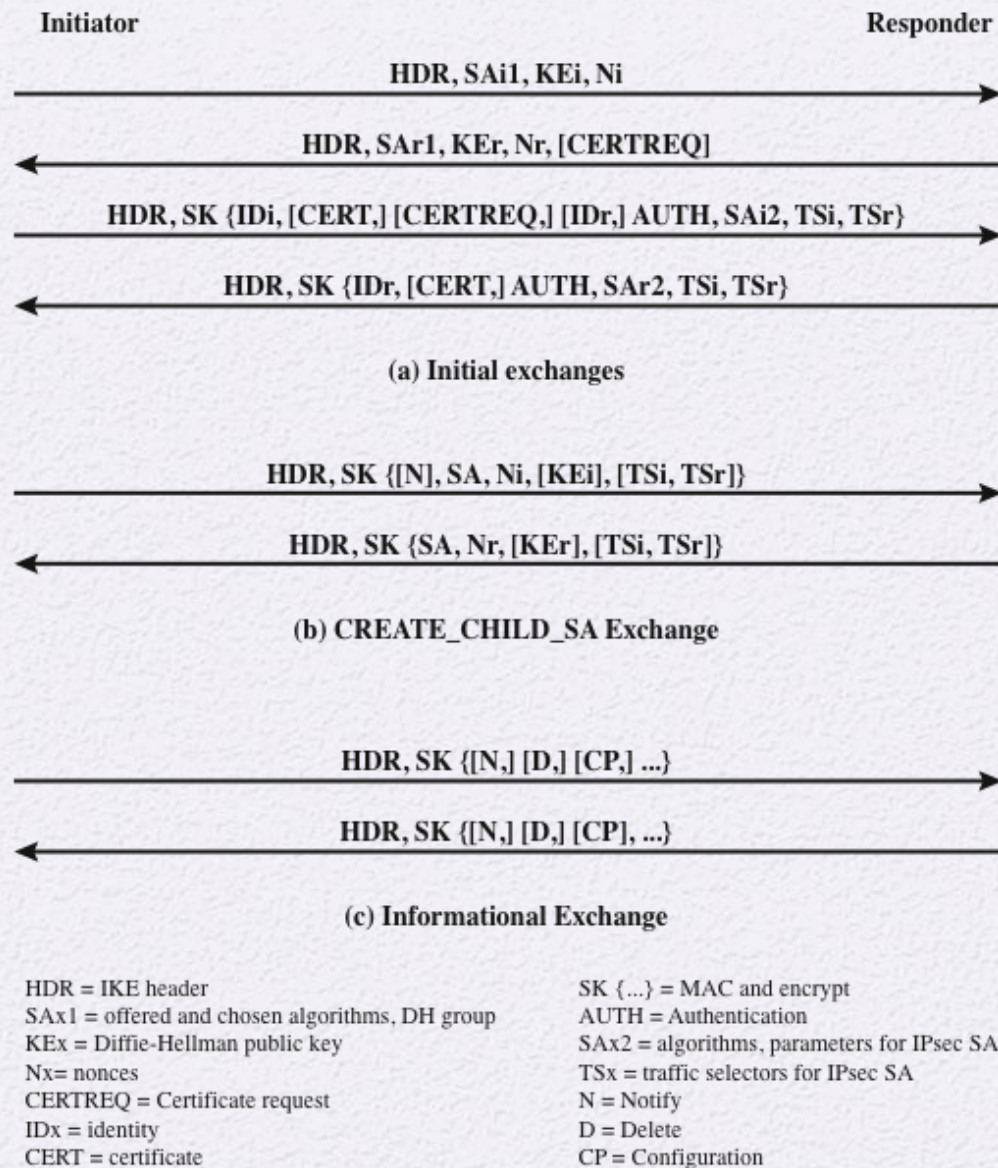 Initiator Responder
HDR, SAi1, KEi, Ni
HDR, SAr1, KEr, Nr, [CERTREQ]
HDR, SK {IDi, [CERT,] [CERTREQ,] [IDr,] AUTH, SAi2, TSi, TSr}
HDR, SK {IDr, [CERT,] AUTH, SAr2, TSi, TSr}
(a) Initial exchanges
HDR, SK {[N], SA, Ni, [KEi], [TSi, TSr]}
HDR, SK {SA, Nr, [KEr], [TSi, TSr]}
(b) CREATE_CHILD_SA Exchange
HDR, SK {[N,] [D,] [CP,] ...}
HDR, SK {[N,] [D,] [CP], ...}
(c) Informational Exchange
HDR = IKE header
SAx1 = offered and chosen algorithms, DH group
KEx = Diffie-Hellman public key
Nx= nonces
CERTREQ = Certificate request
IDx = identity
CERT = certificate
SK {...} = MAC and encrypt
AUTH = Authentication
SAx2 = algorithms, parameters for IPsec SA
TSx = traffic selectors for IPsec SA
N = Notify
D = Delete
CP = Configuration